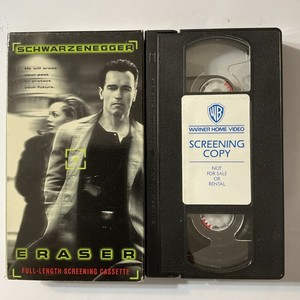 SCHWARZENEGGER
He will erase
your past
to protect
your future.
ERASER
FULL-LENGTH SCREENING CASSETTE
WB
WARNER HOME VIDEO
SCREENING
COPY
NOT
FOR SALE
OR
RENTAL